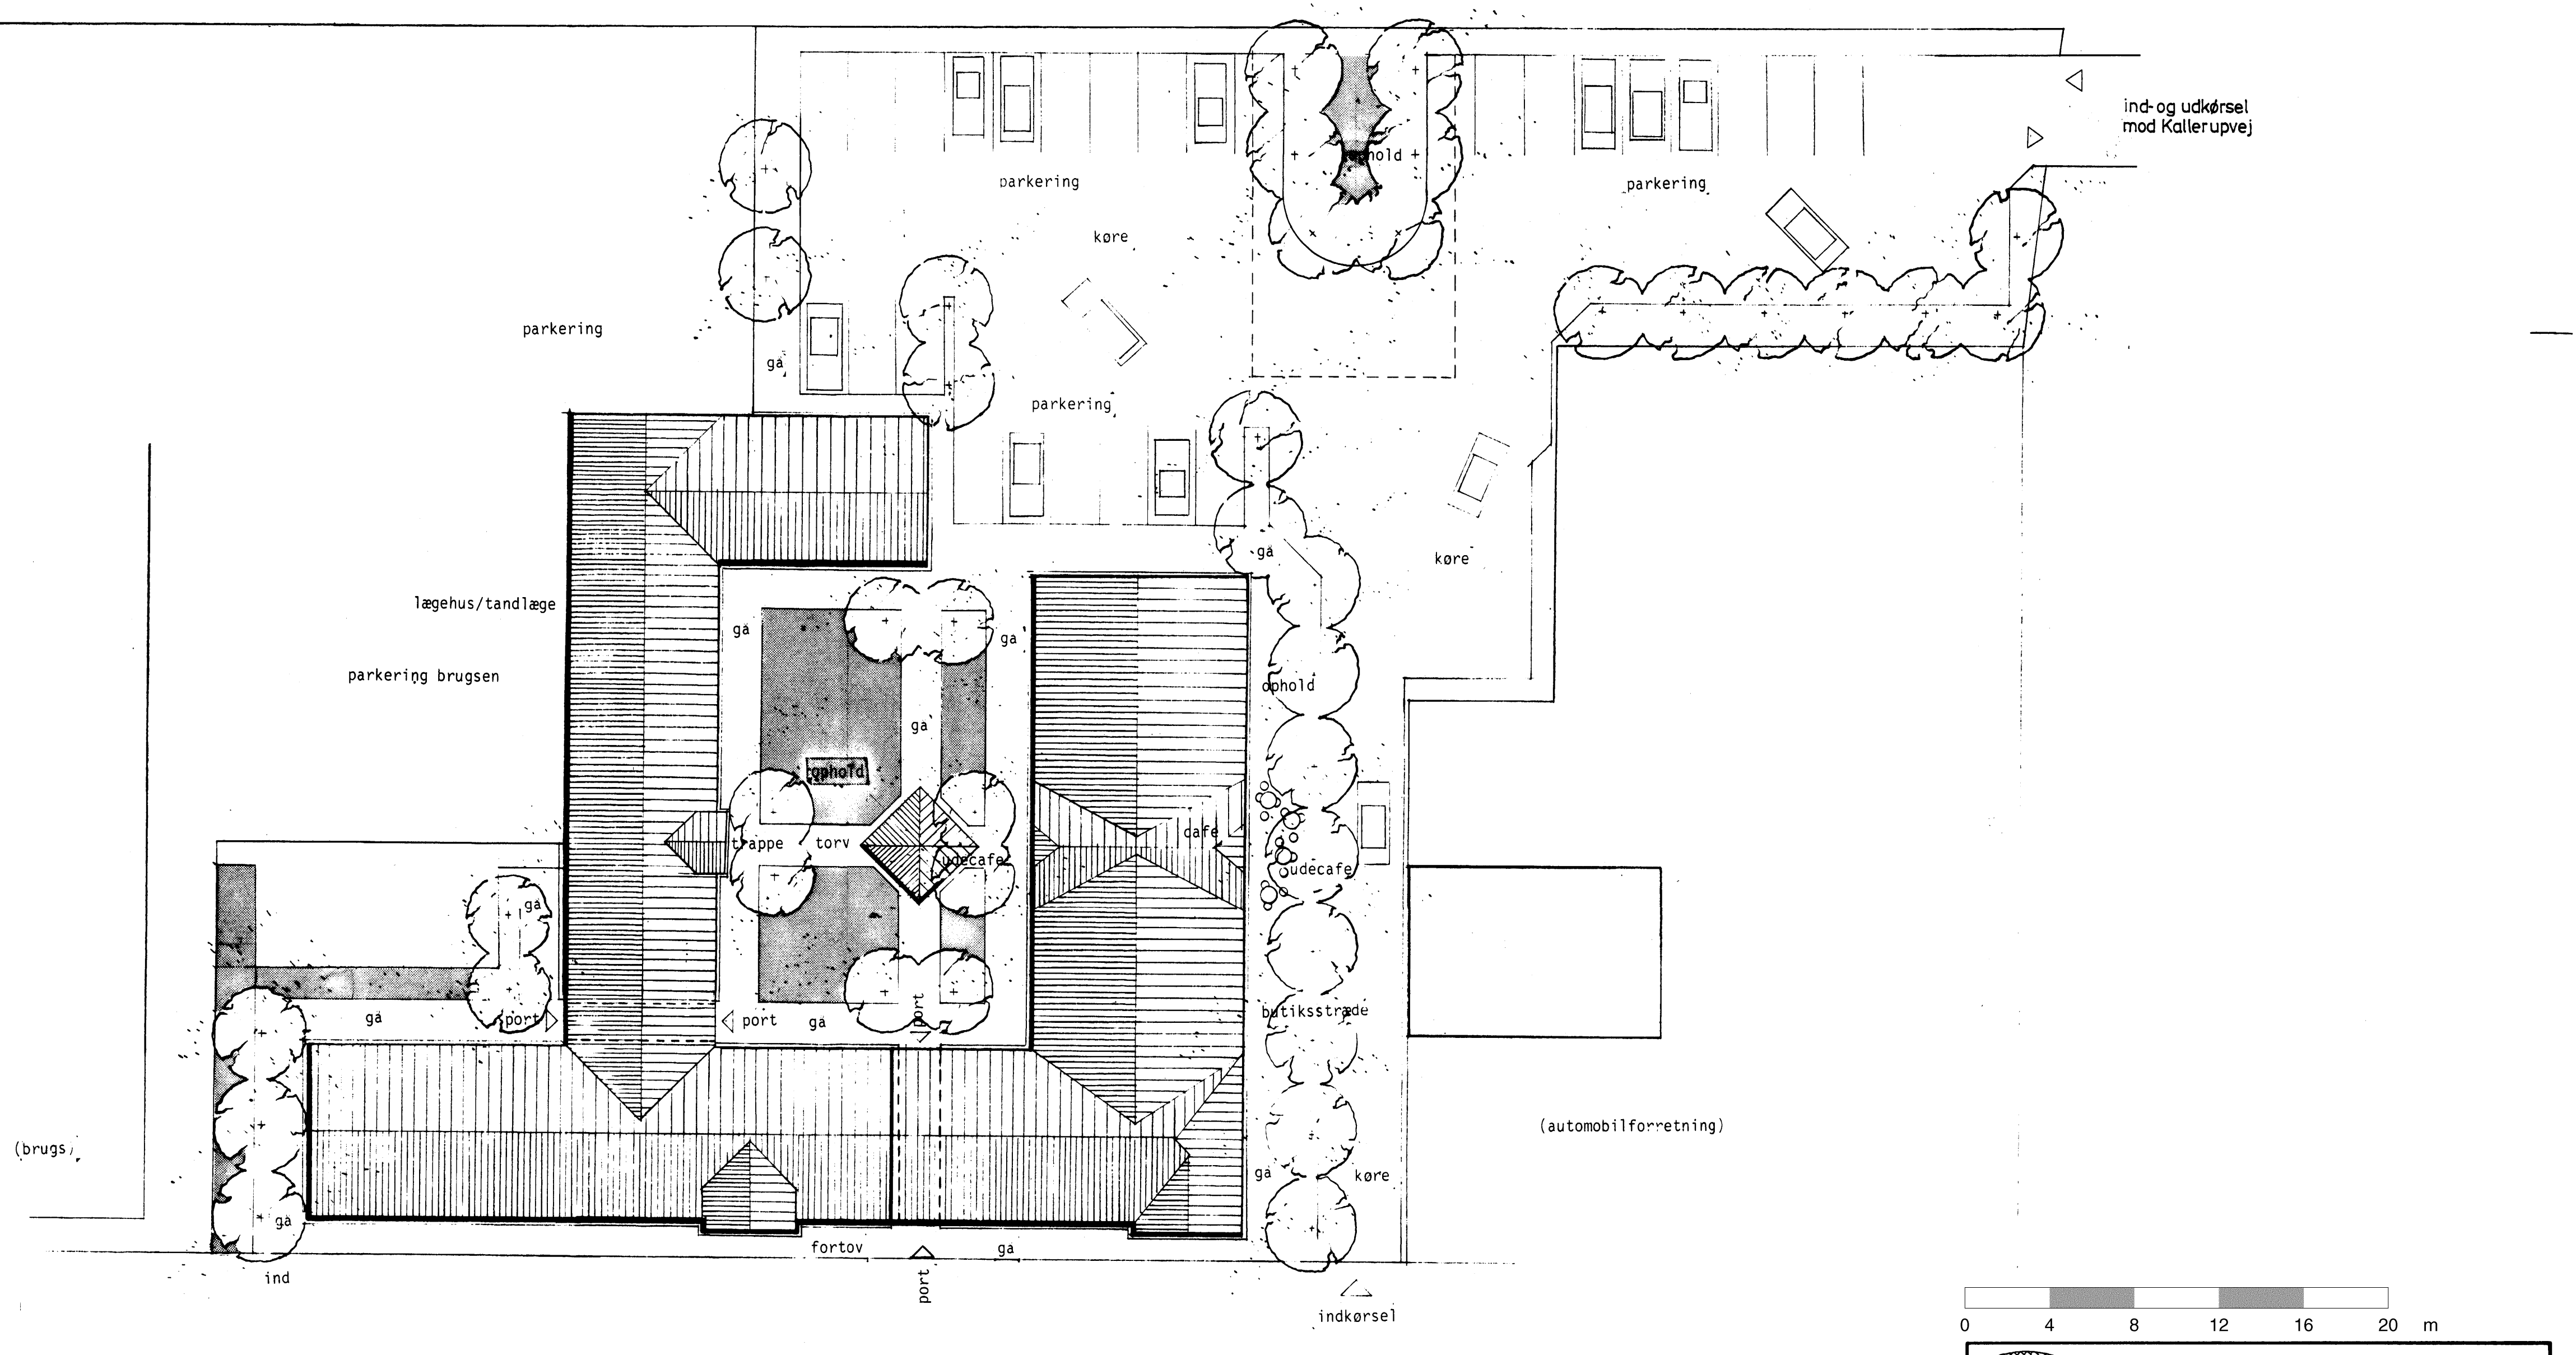 ind- og udkørsel
mod Kallerupvej
ophold
parkering
parkering
køre
parkering
gå
parkering
gå
køre
lægehus/tandlæge
gå
gå
parkering brugsen
ophold
gå
ophold
cafe
trappe
torv
udecafe
udecafe
gå
butiksstræde
gå
port
port
gå
port
(automobilforretning)
(brugs)
gå
køre
gå
fortov
gå
ind
port
indkørsel
0 4 8 12 16 20 m